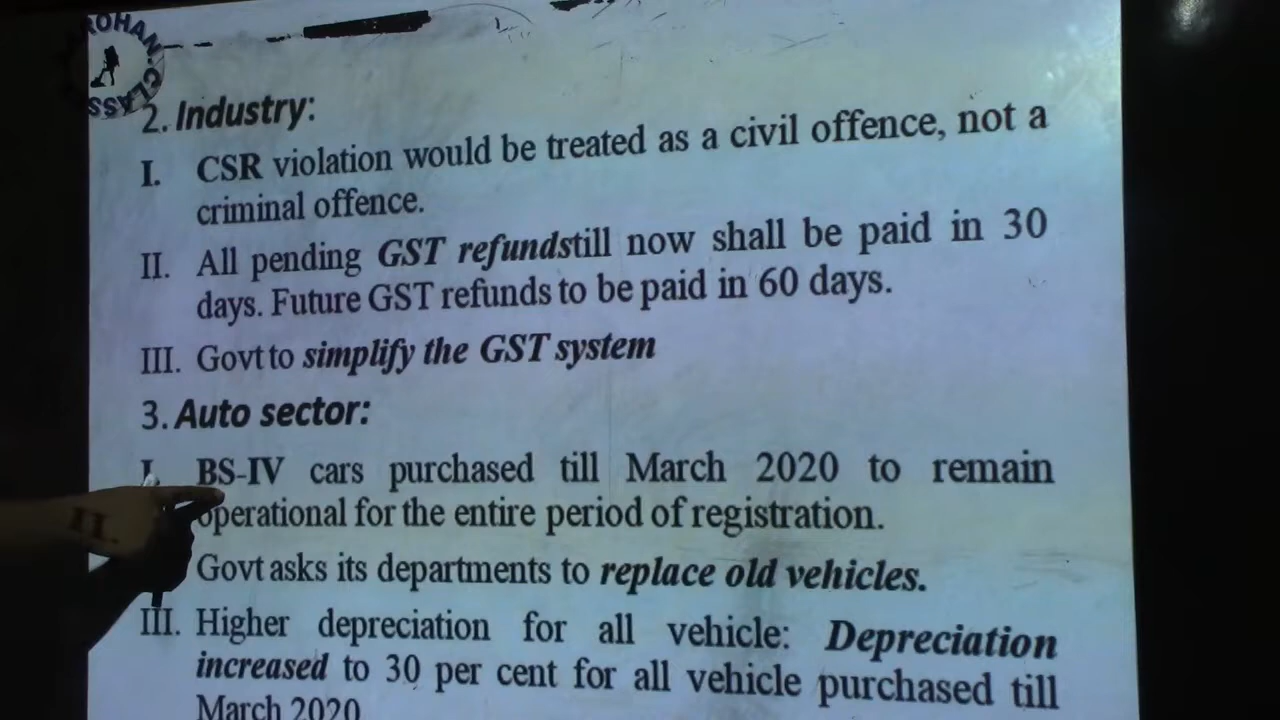 ROHAN CLASS
2. Industry:
I. CSR violation would be treated as a civil offence, not a
criminal offence.
II. All pending GST refundstill now shall be paid in 30
days. Future GST refunds to be paid in 60 days.
III. Govt to simplify the GST system
3. Auto sector:
I. BS-IV cars purchased till March 2020 to remain
operational for the entire period of registration.
II. Govt asks its departments to replace old vehicles.
III. Higher depreciation for all vehicle: Depreciation
increased to 30 per cent for all vehicle purchased till
March 2020